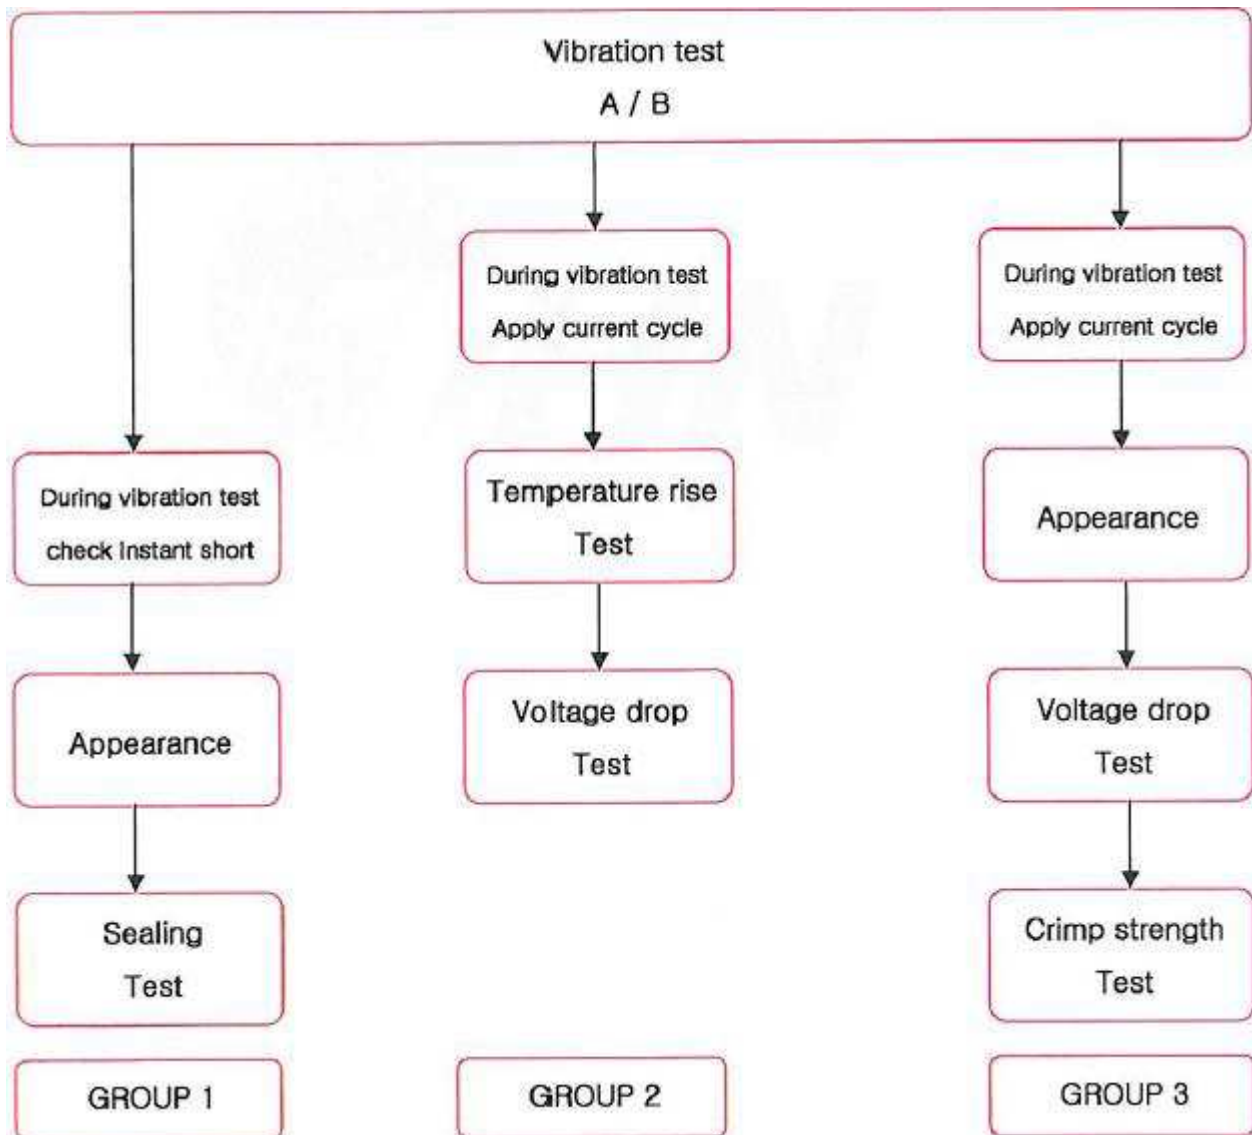 Vibration test
A / B
During vibration test
check instant short
Appearance
Sealing
Test
GROUP 1
During vibration test
Apply current cycle
Temperature rise
Test
Voltage drop
Test
GROUP 2
During vibration test
Apply current cycle
Appearance
Voltage drop
Test
Crimp strength
Test
GROUP 3